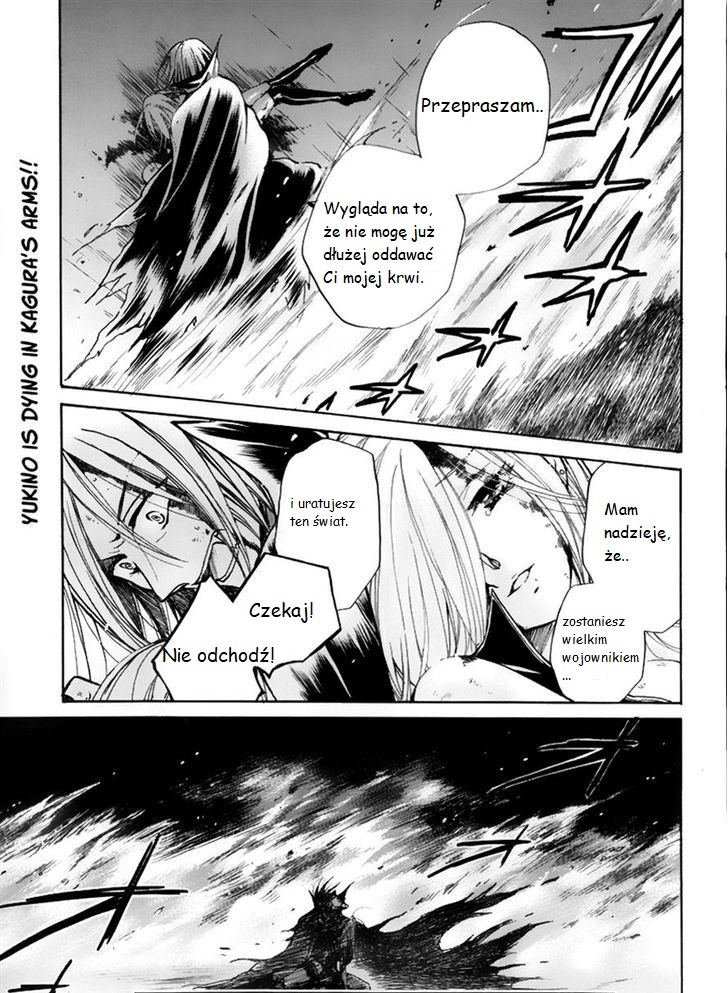 YUKINO IS DYING IN KAGURA'S ARMS!!
Przepraszam..
Wygląda na to,
że nie mogę już
dłużej oddawać
Ci mojej krwi.
Mam
nadzieję,
że..
zostaniesz
wielkim
wojownikiem
...
i uratujesz
ten świat.
Czekaj!
Nie odchodź!